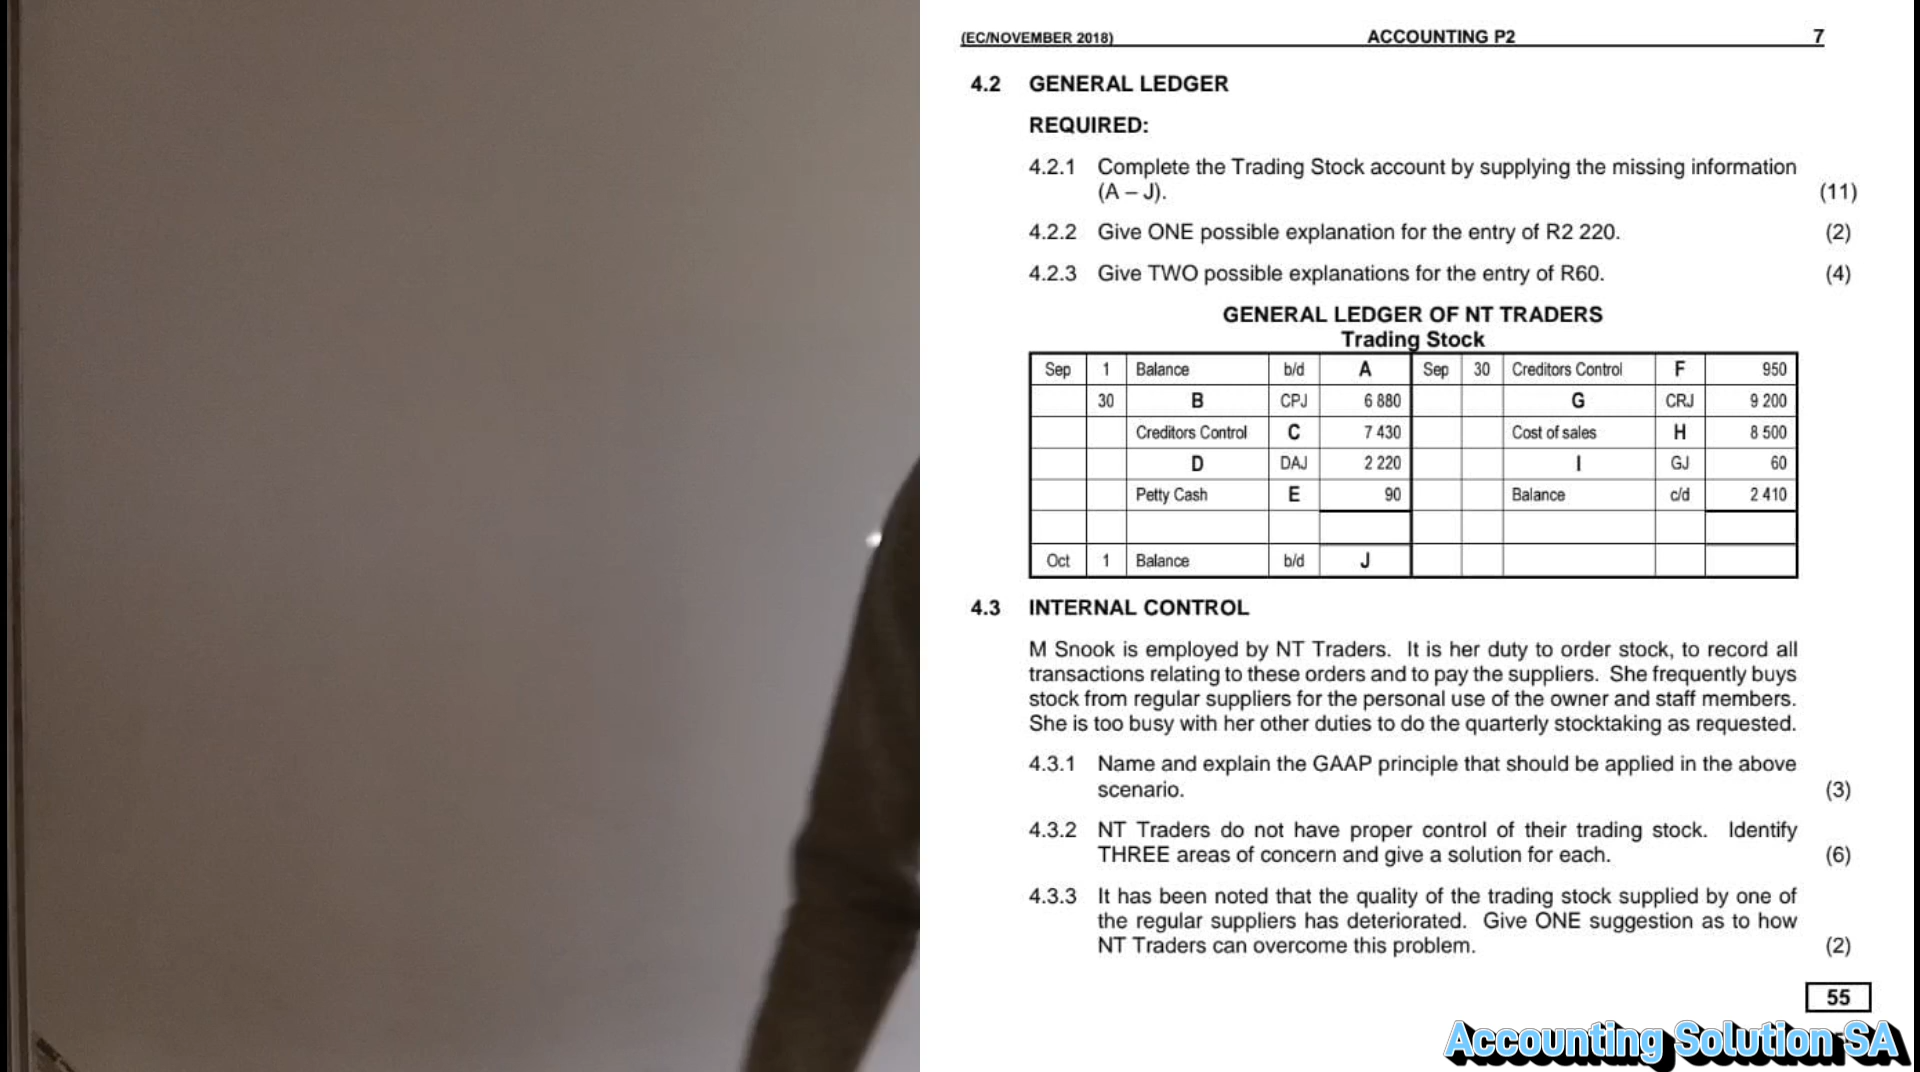 (EC/NOVEMBER 2018) ACCOUNTING P2 7
4.2 GENERAL LEDGER
REQUIRED:
4.2.1 Complete the Trading Stock account by supplying the missing information
(A – J). (11)
4.2.2 Give ONE possible explanation for the entry of R2 220. (2)
4.2.3 Give TWO possible explanations for the entry of R60. (4)
GENERAL LEDGER OF NT TRADERS
Trading Stock
Sep 1 Balance b/d A Sep 30 Creditors Control F 950
30 B CPJ 6 880 G CRJ 9 200
Creditors Control C 7 430 Cost of sales H 8 500
D DAJ 2 220 I GJ 60
Petty Cash E 90 Balance c/d 2 410
Oct 1 Balance b/d J
4.3 INTERNAL CONTROL
M Snook is employed by NT Traders. It is her duty to order stock, to record all
transactions relating to these orders and to pay the suppliers. She frequently buys
stock from regular suppliers for the personal use of the owner and staff members.
She is too busy with her other duties to do the quarterly stocktaking as requested.
4.3.1 Name and explain the GAAP principle that should be applied in the above
scenario. (3)
4.3.2 NT Traders do not have proper control of their trading stock. Identify
THREE areas of concern and give a solution for each. (6)
4.3.3 It has been noted that the quality of the trading stock supplied by one of
the regular suppliers has deteriorated. Give ONE suggestion as to how
NT Traders can overcome this problem. (2)
55
Accounting Solution SA